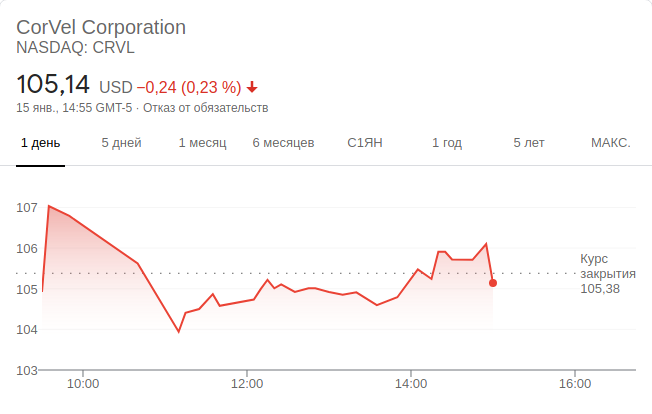 CorVel Corporation
NASDAQ: CRVL
105,14 USD −0,24 (0,23 %)
15 янв., 14:55 GMT-5 · Отказ от обязательств
1 день 5 дней 1 месяц 6 месяцев С1ЯН 1 год 5 лет МАКС.
107
106
105
104
103
Курс
закрытия
105,38
10:00 12:00 14:00 16:00